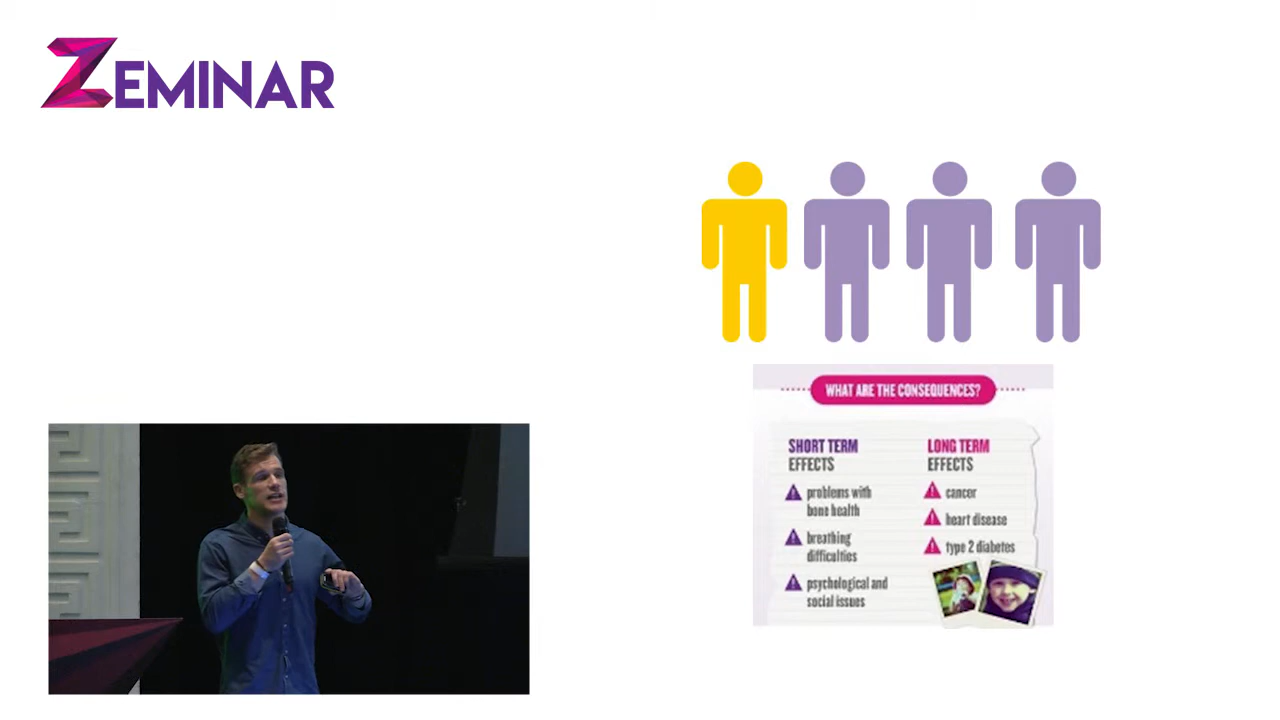 ZEMINAR
WHAT ARE THE CONSEQUENCES?
SHORT TERM
EFFECTS
problems with
bone health
breathing
difficulties
psychological and
social issues
LONG TERM
EFFECTS
cancer
heart disease
type 2 diabetes